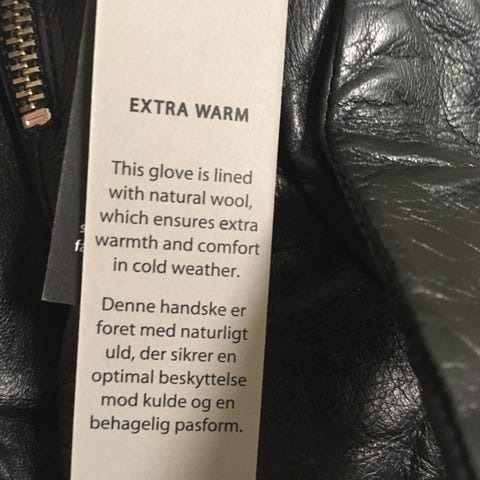 EXTRA WARM
This glove is lined
with natural wool,
which ensures extra
warmth and comfort
in cold weather.
Denne handske er
foret med naturligt
uld, der sikrer en
optimal beskyttelse
mod kulde og en
behagelig pasform.